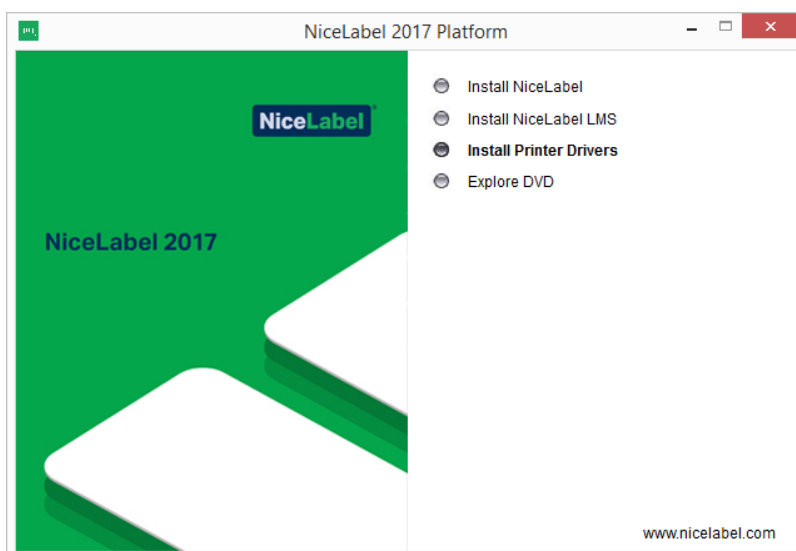 NiceLabel 2017 Platform
NiceLabel
NiceLabel 2017
Install NiceLabel
Install NiceLabel LMS
Install Printer Drivers
Explore DVD
www.nicelabel.com